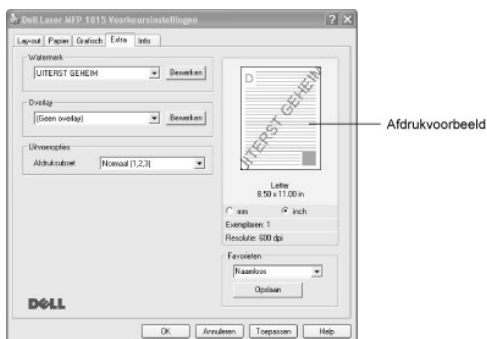 Dell Laser MFP 1815 Voorkeursinstellingen
Lay-out Papier Grafisch Extra Info
Watermerk
UITERST GEHEIM Bewerken
Overlay
(Geen overlay) Bewerken
Uitvoeropties
Afdrukvolgorde Normaal (1,2,3)
D
UITERST GEHEIM
Afdrukvoorbeeld
Letter
8.50 x 11.00 in
mm inch
Exemplaren: 1
Resolutie: 600 dpi
Favorieten
Naamloos
Opslaan
DELL
OK Annuleren Toepassen Help